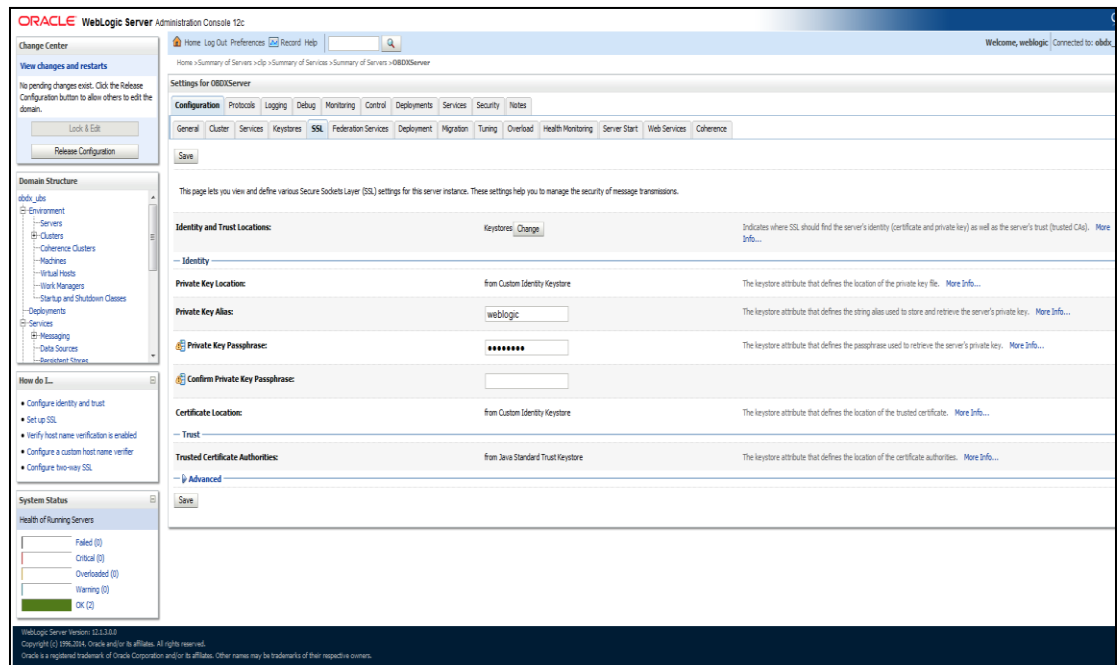 ORACLE WebLogic Server Administration Console 12c
Change Center
View changes and restarts
No pending changes exist. Click the Release
Configuration button to allow others to edit the
domain.
Lock & Edit
Release Configuration
Domain Structure
obdx_ubs
Environment
Servers
Clusters
Coherence Clusters
Machines
Virtual Hosts
Work Managers
Startup and Shutdown Classes
Deployments
Services
Messaging
Data Sources
Persistent Stores
How do I...
Configure identity and trust
Set up SSL
Verify host name verification is enabled
Configure a custom host name verifier
Configure two-way SSL
System Status
Health of Running Servers
Failed (0)
Critical (0)
Overloaded (0)
Warning (0)
OK (2)
Home Log Out Preferences Record Help
Welcome, weblogic Connected to: obdx_
Home >Summary of Servers >clip >Summary of Services >Summary of Servers >OBDXServer
Settings for OBDXServer
Configuration Protocols Logging Debug Monitoring Control Deployments Services Security Notes
General Cluster Services Keystores SSL Federation Services Deployment Migration Tuning Overload Health Monitoring Server Start Web Services Coherence
Save
This page lets you view and define various Secure Sockets Layer (SSL) settings for this server instance. These settings help you to manage the security of message transmissions.
Identity and Trust Locations: Keystores Change Indicates where SSL should find the server's identity (certificate and private key) as well as the server's trust (trusted CAs). More
Info...
Identity
Private Key Location: from Custom Identity Keystore The keystore attribute that defines the location of the private key file. More Info...
Private Key Alias: weblogic The keystore attribute that defines the string alias used to store and retrieve the server's private key. More Info...
Private Key Passphrase: •••••••• The keystore attribute that defines the passphrase used to retrieve the server's private key. More Info...
Confirm Private Key Passphrase:
Certificate Location: from Custom Identity Keystore The keystore attribute that defines the location of the trusted certificate. More Info...
Trust
Trusted Certificate Authorities: from Java Standard Trust Keystore The keystore attribute that defines the location of the certificate authorities. More Info...
Advanced
Save
WebLogic Server Version: 12.1.3.0.0
Copyright (c) 1996,2014, Oracle and/or its affiliates. All rights reserved.
Oracle is a registered trademark of Oracle Corporation and/or its affiliates. Other names may be trademarks of their respective owners.